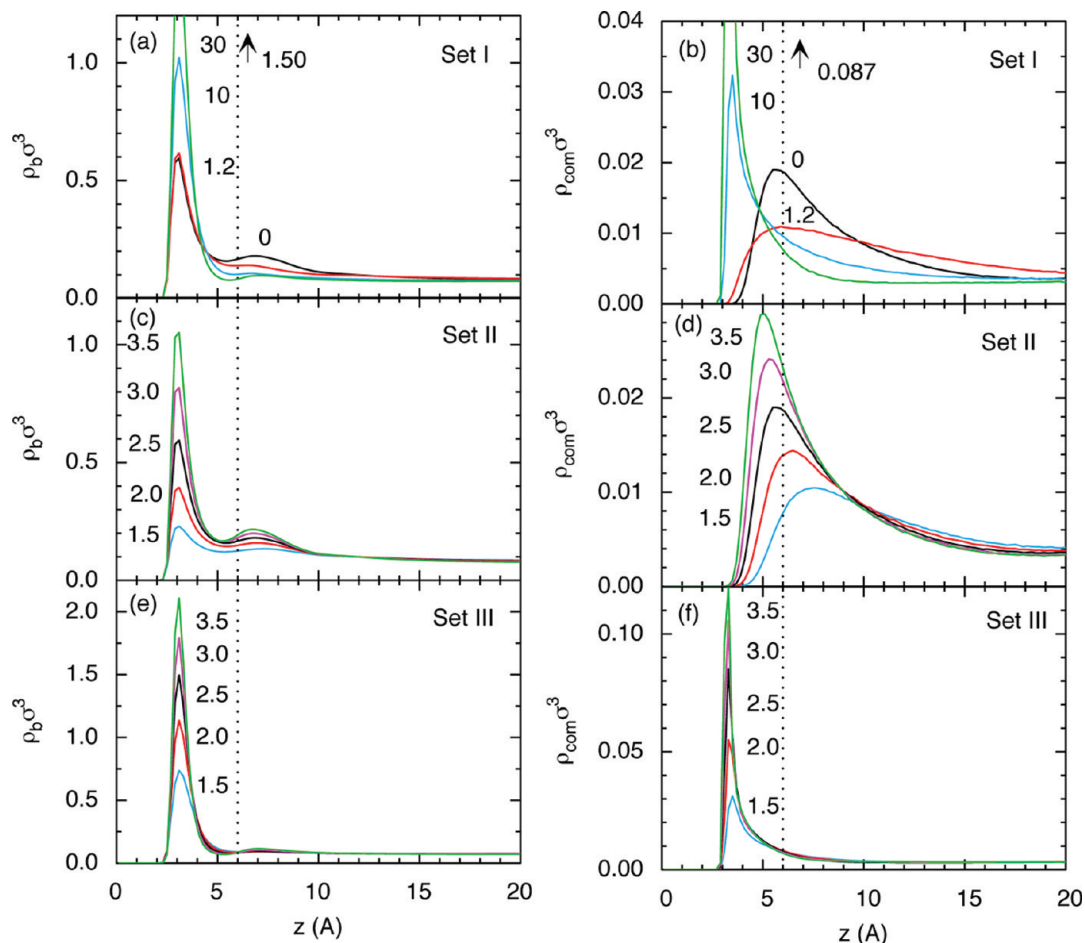 (a)
Set I
30
1.50
10
1.2
0
1.0
0.5
0.0
ρbσ³
(b)
Set I
30
0.087
10
0
1.2
0.04
0.03
0.02
0.01
0.00
ρcomσ³
(c)
Set II
3.5
3.0
2.5
2.0
1.5
1.0
0.5
0.0
ρbσ³
(d)
Set II
3.5
3.0
2.5
2.0
1.5
0.02
0.01
0.00
ρcomσ³
(e)
Set III
3.5
3.0
2.5
2.0
1.5
2.0
1.5
1.0
0.5
0.0
ρbσ³
0 5 10 15 20
z (A)
(f)
Set III
3.5
3.0
2.5
2.0
1.5
0.10
0.05
0.00
ρcomσ³
0 5 10 15 20
z (A)